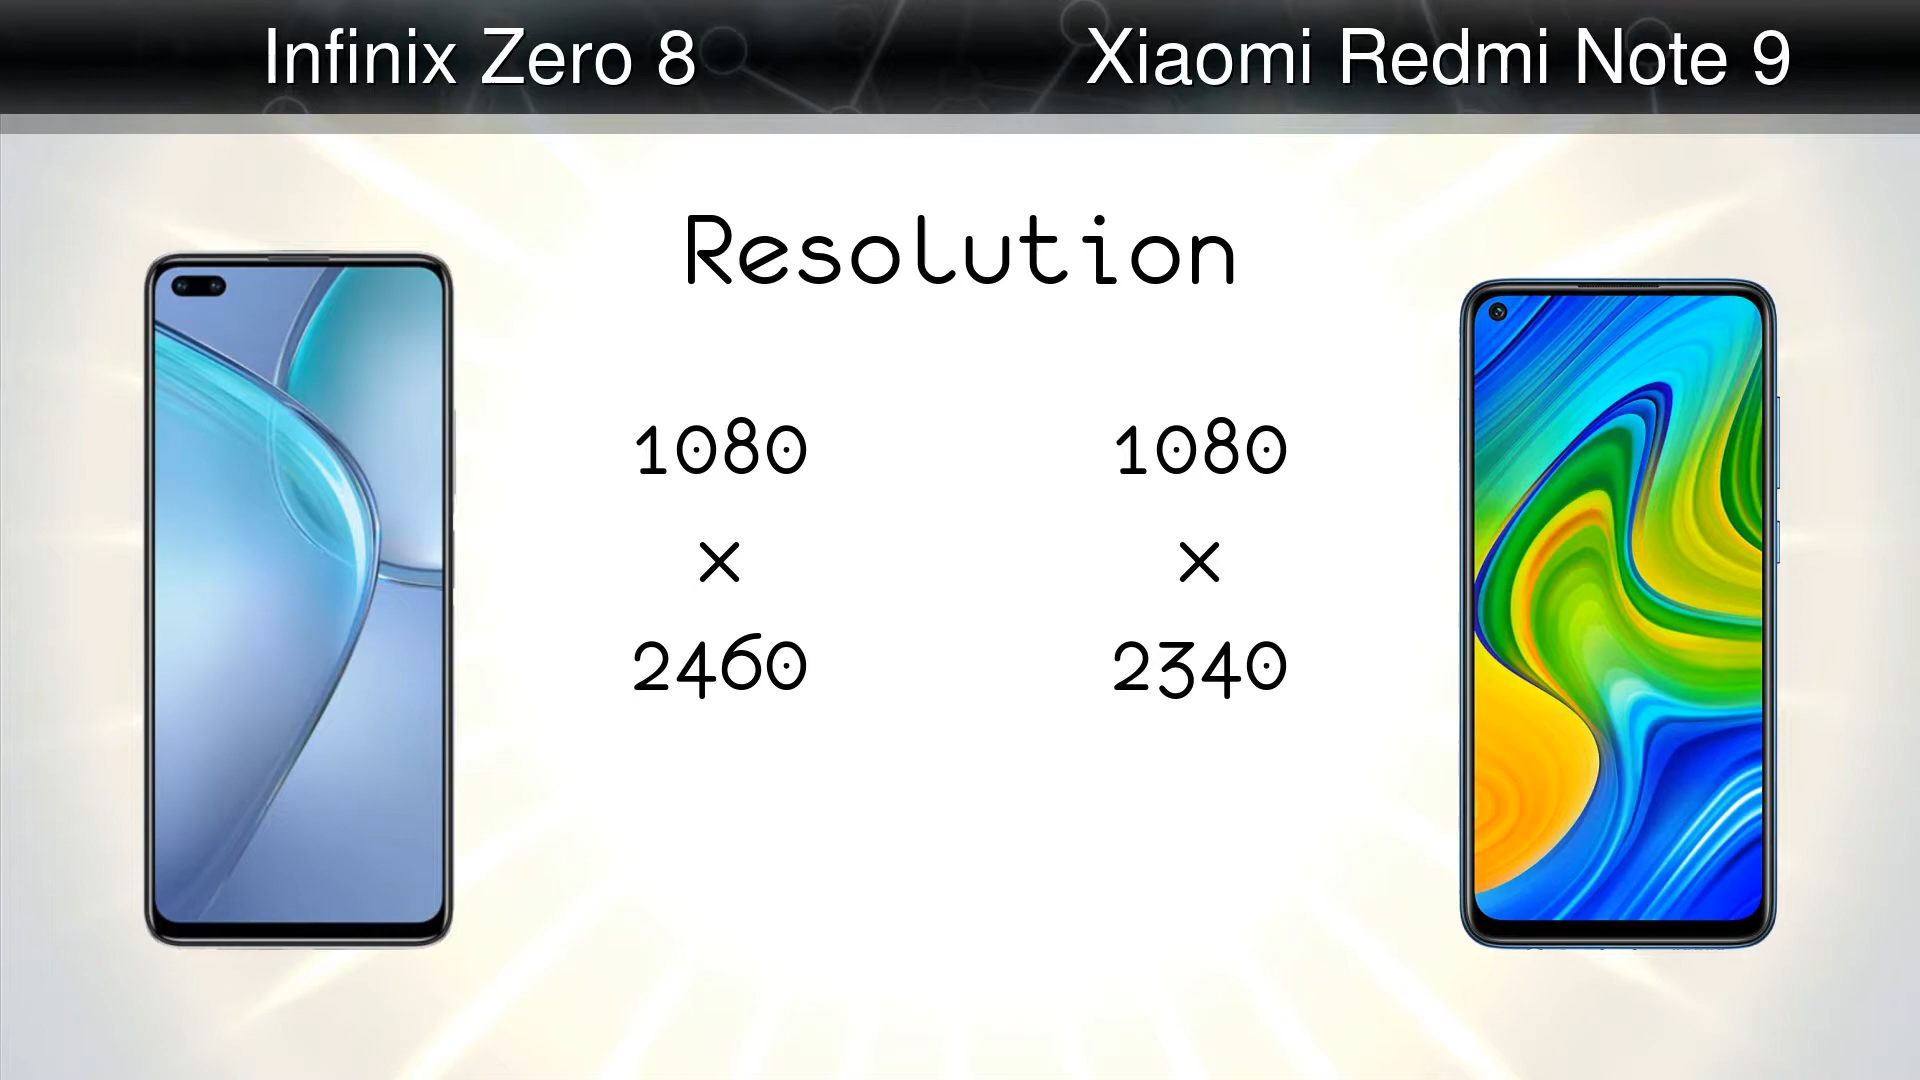 Infinix Zero 8
Xiaomi Redmi Note 9
Resolution
1080
×
2460
1080
×
2340